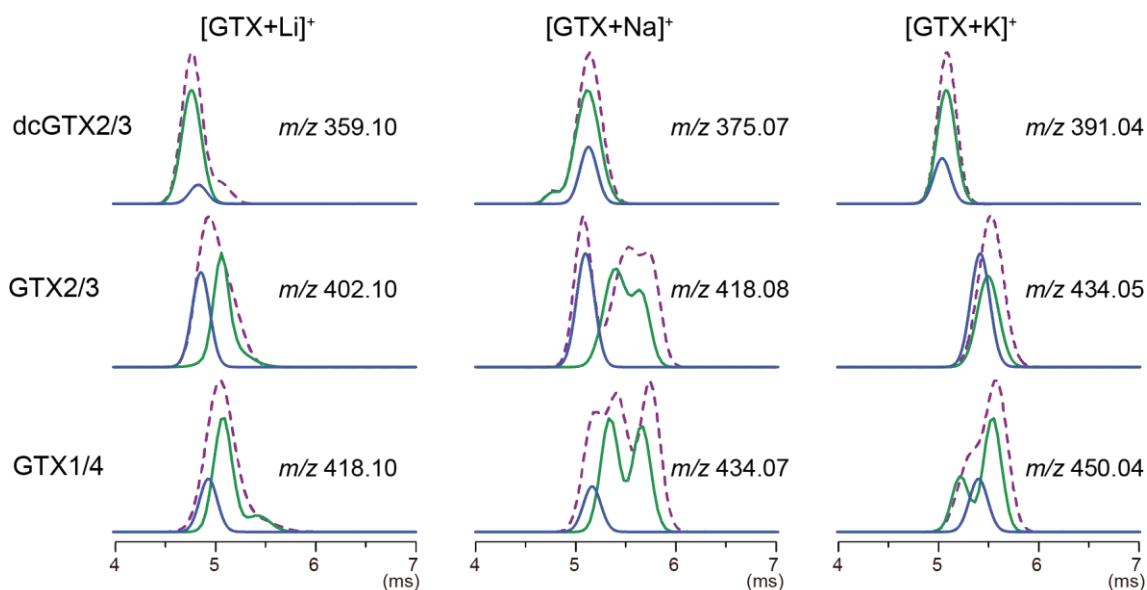 [GTX+Li]⁺ [GTX+Na]⁺ [GTX+K]⁺
dcGTX2/3 m/z 359.10 m/z 375.07 m/z 391.04
GTX2/3 m/z 402.10 m/z 418.08 m/z 434.05
GTX1/4 m/z 418.10 m/z 434.07 m/z 450.04
4 5 6 7 4 5 6 7 4 5 6 7
(ms) (ms) (ms)